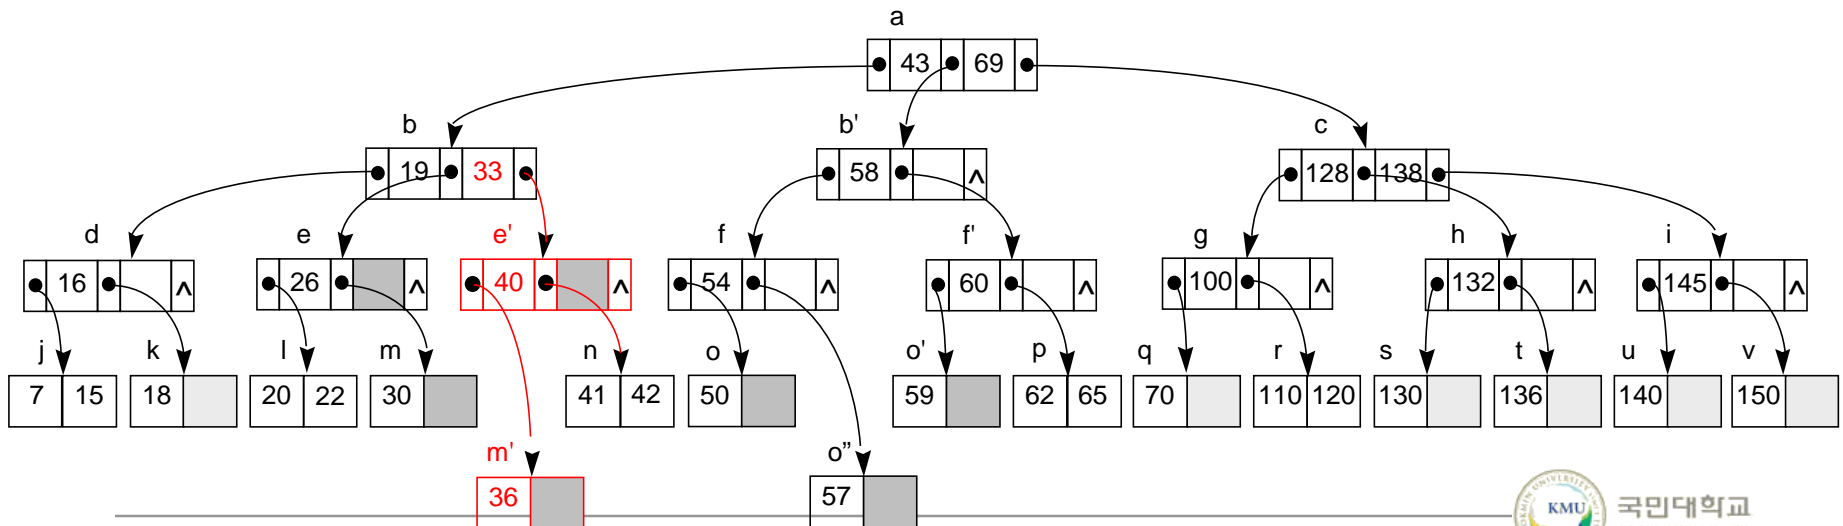 a
43 69
b b' c
19 33 58 ^ 128 138
d e e' f f' g h i
16 ^ 26 ^ 40 ^ 54 ^ 60 ^ 100 ^ 132 ^ 145 ^
j k l m n o o' p q r s t u v
7 15 18 20 22 30 41 42 50 59 62 65 70 110 120 130 136 140 150
m' o”
36 57
KMU 국민대학교